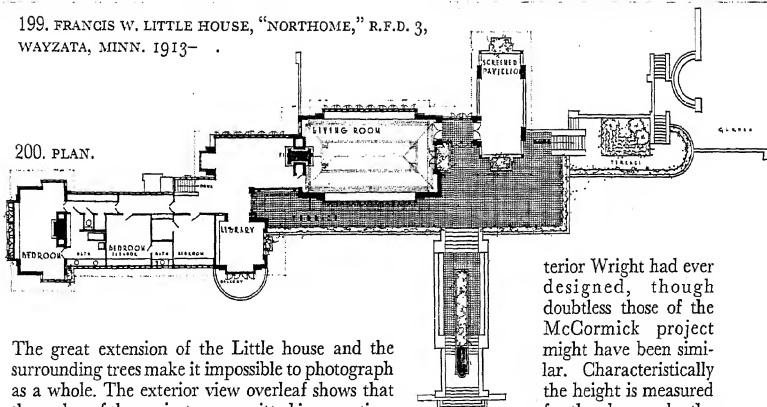 199. FRANCIS W. LITTLE HOUSE, "NORTHOME," R.F.D. 3,
WAYZATA, MINN. 1913– .
SCREENED
PAVILION
LIVING ROOM
200. PLAN.
TERRACE
LIBRARY
BEDROOM
BATH
BEDROOM
BATH
BEDROOM
TERRACE
The great extension of the Little house and the
surrounding trees make it impossible to photograph
as a whole. The exterior view overleaf shows that
terior Wright had ever
designed, though
doubtless those of the
McCormick project
might have been simi-
lar. Characteristically
the height is measured